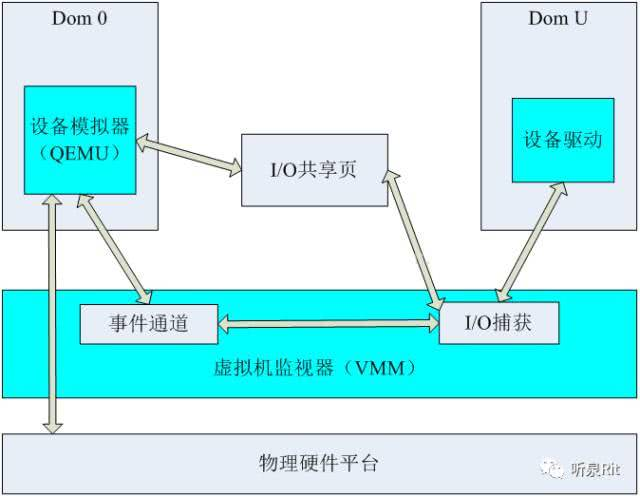 Dom 0
Dom U
设备模拟器
（QEMU）
I/O共享页
设备驱动
事件通道
I/O捕获
虚拟机监视器（VMM）
物理硬件平台
听泉Rit